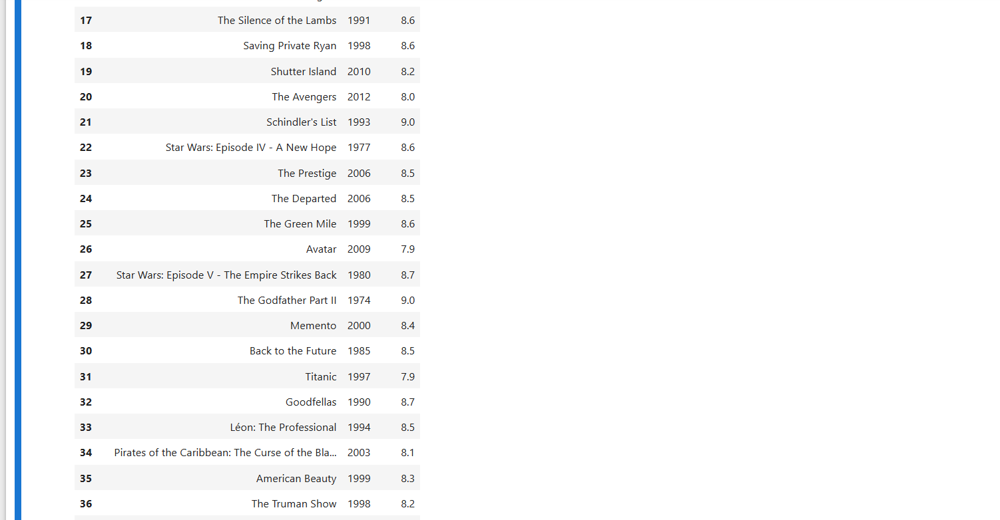 17 The Silence of the Lambs 1991 8.6
18 Saving Private Ryan 1998 8.6
19 Shutter Island 2010 8.2
20 The Avengers 2012 8.0
21 Schindler's List 1993 9.0
22 Star Wars: Episode IV - A New Hope 1977 8.6
23 The Prestige 2006 8.5
24 The Departed 2006 8.5
25 The Green Mile 1999 8.6
26 Avatar 2009 7.9
27 Star Wars: Episode V - The Empire Strikes Back 1980 8.7
28 The Godfather Part II 1974 9.0
29 Memento 2000 8.4
30 Back to the Future 1985 8.5
31 Titanic 1997 7.9
32 Goodfellas 1990 8.7
33 Léon: The Professional 1994 8.5
34 Pirates of the Caribbean: The Curse of the Bla... 2003 8.1
35 American Beauty 1999 8.3
36 The Truman Show 1998 8.2